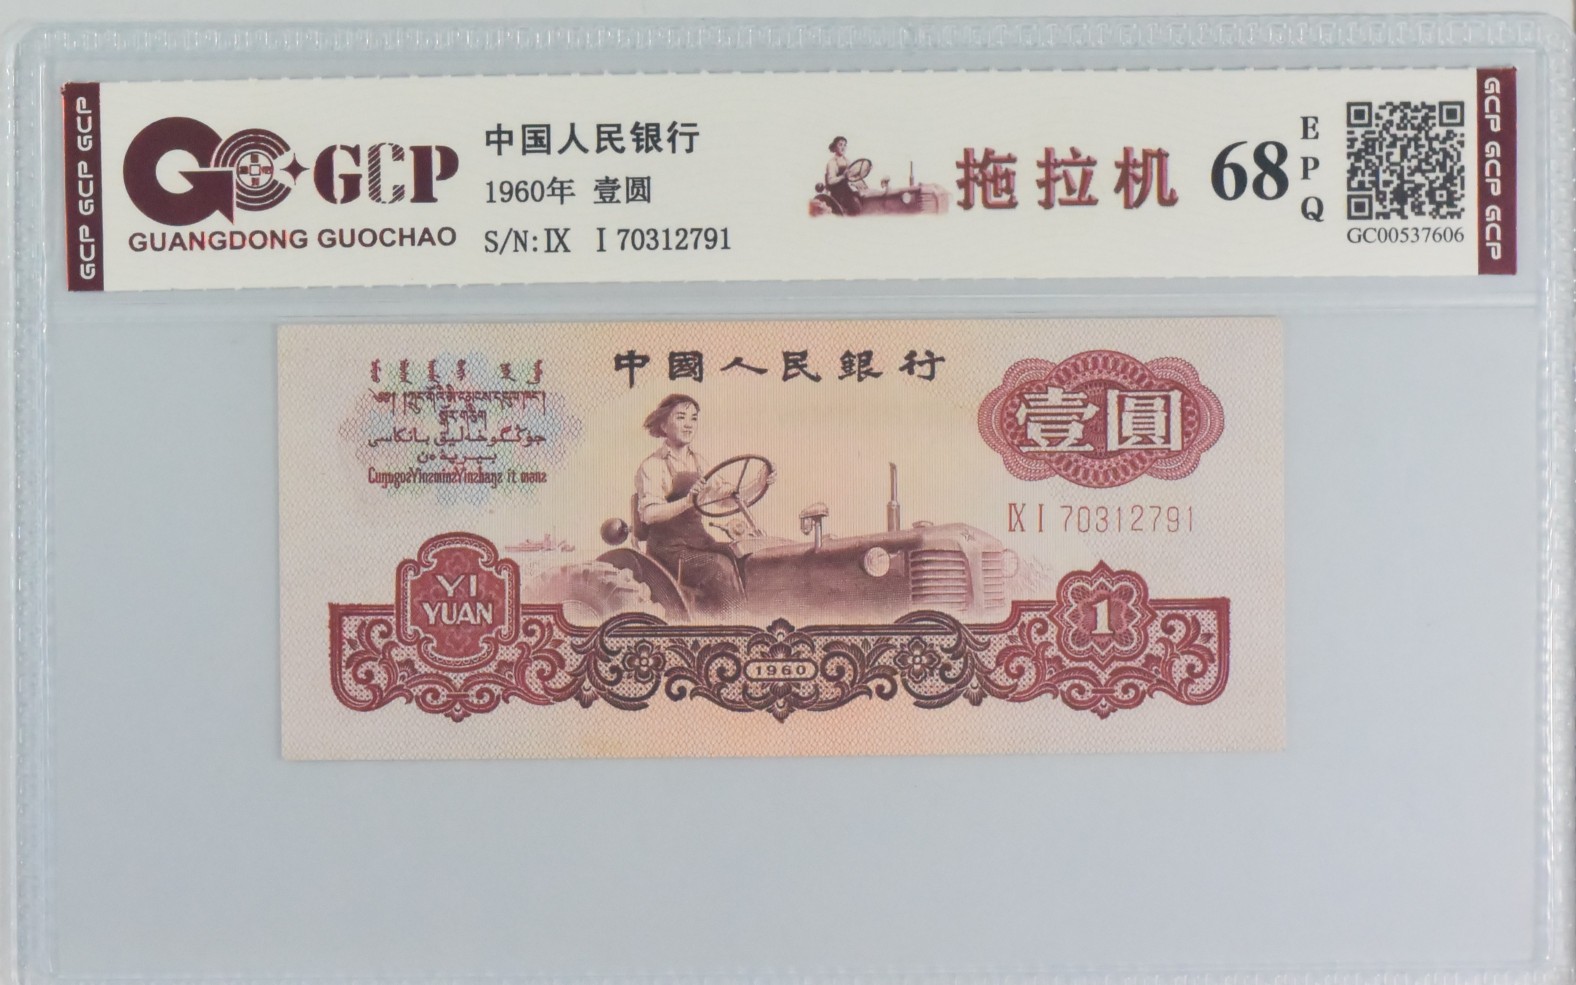 GCP GCP GCP
GCP
GUANGDONG GUOCHAO
中国人民银行
1960年 壹圆
S/N: Ⅸ Ⅰ 70312791
拖拉机
68
EPQ
GC00537606
GCP GCP GCP
中國人民銀行
壹圓
Ⅸ Ⅰ 70312791
YI
YUAN
1960
1